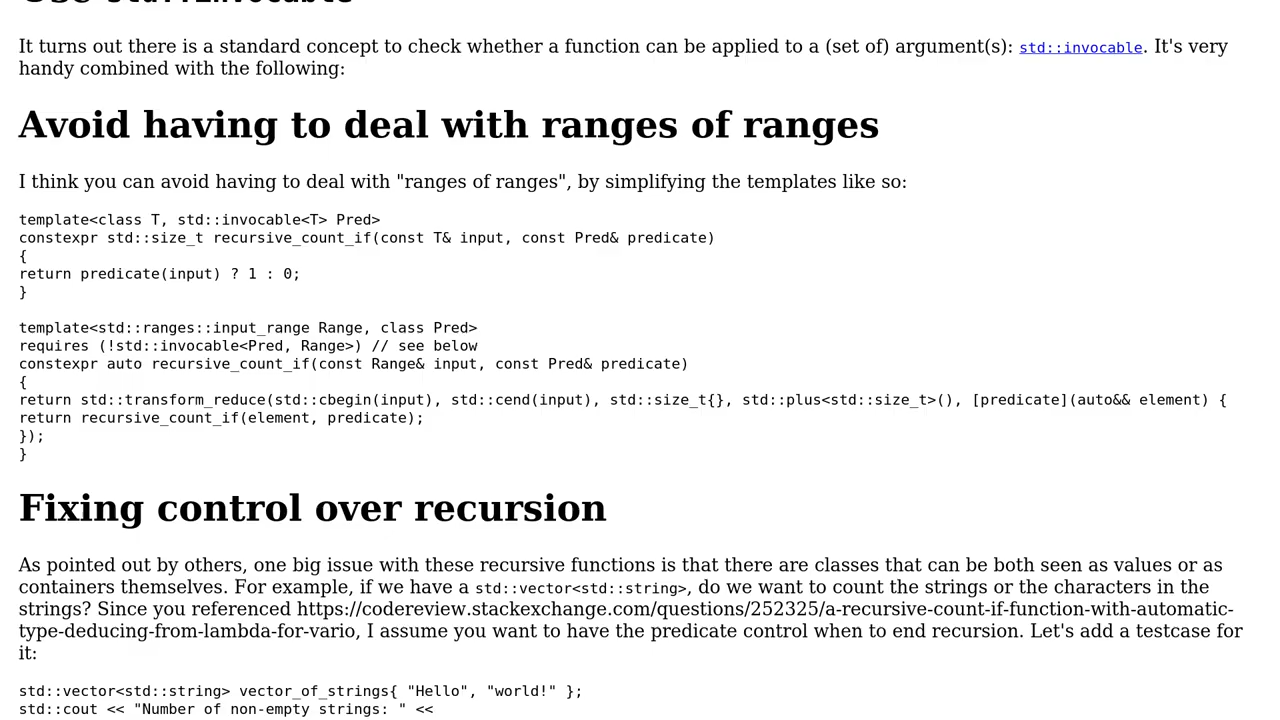 Use std::invocable
It turns out there is a standard concept to check whether a function can be applied to a (set of) argument(s): std::invocable. It's very
handy combined with the following:
Avoid having to deal with ranges of ranges
I think you can avoid having to deal with "ranges of ranges", by simplifying the templates like so:
template<class T, std::invocable<T> Pred>
constexpr std::size_t recursive_count_if(const T& input, const Pred& predicate)
{
return predicate(input) ? 1 : 0;
}
template<std::ranges::input_range Range, class Pred>
requires (!std::invocable<Pred, Range>) // see below
constexpr auto recursive_count_if(const Range& input, const Pred& predicate)
{
return std::transform_reduce(std::cbegin(input), std::cend(input), std::size_t{}, std::plus<std::size_t>(), [predicate](auto&& element) {
return recursive_count_if(element, predicate);
});
}
Fixing control over recursion
As pointed out by others, one big issue with these recursive functions is that there are classes that can be both seen as values or as
containers themselves. For example, if we have a std::vector<std::string>, do we want to count the strings or the characters in the
strings? Since you referenced https://codereview.stackexchange.com/questions/252325/a-recursive-count-if-function-with-automatic-
type-deducing-from-lambda-for-vario, I assume you want to have the predicate control when to end recursion. Let's add a testcase for
it:
std::vector<std::string> vector_of_strings{ "Hello", "world!" };
std::cout << "Number of non-empty strings: " <<